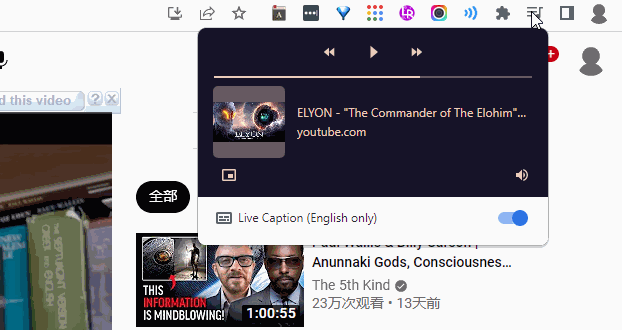 ELYON - "The Commander of The Elohim"...
youtube.com
d this video
Live Caption (English only)
全部
Paul Wallis & Billy Carson |
Anunnaki Gods, Consciousnes...
The 5th Kind
23万次观看 • 13天前
THIS
INFORMATION
IS MINDBLOWING!
1:00:55